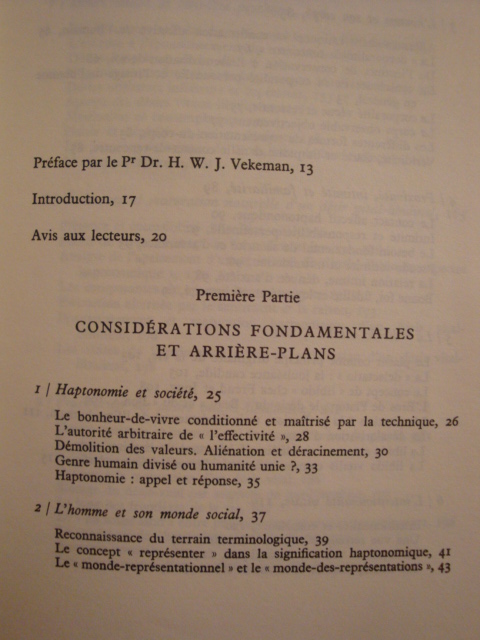 Préface par le Pr Dr. H. W. J. Vekeman, 13
Introduction, 17
Avis aux lecteurs, 20
Première Partie
CONSIDÉRATIONS FONDAMENTALES
ET ARRIÈRE-PLANS
1 / Haptonomie et société, 25
Le bonheur-de-vivre conditionné et maîtrisé par la technique, 26
L'autorité arbitraire de « l'effectivité », 28
Démolition des valeurs. Aliénation et déracinement, 30
Genre humain divisé ou humanité unie ?, 33
Haptonomie : appel et réponse, 35
2 / L'homme et son monde social, 37
Reconnaissance du terrain terminologique, 39
Le concept « représenter » dans la signification haptonomique, 41
Le « monde-représentationnel » et le « monde-des-représentations », 43